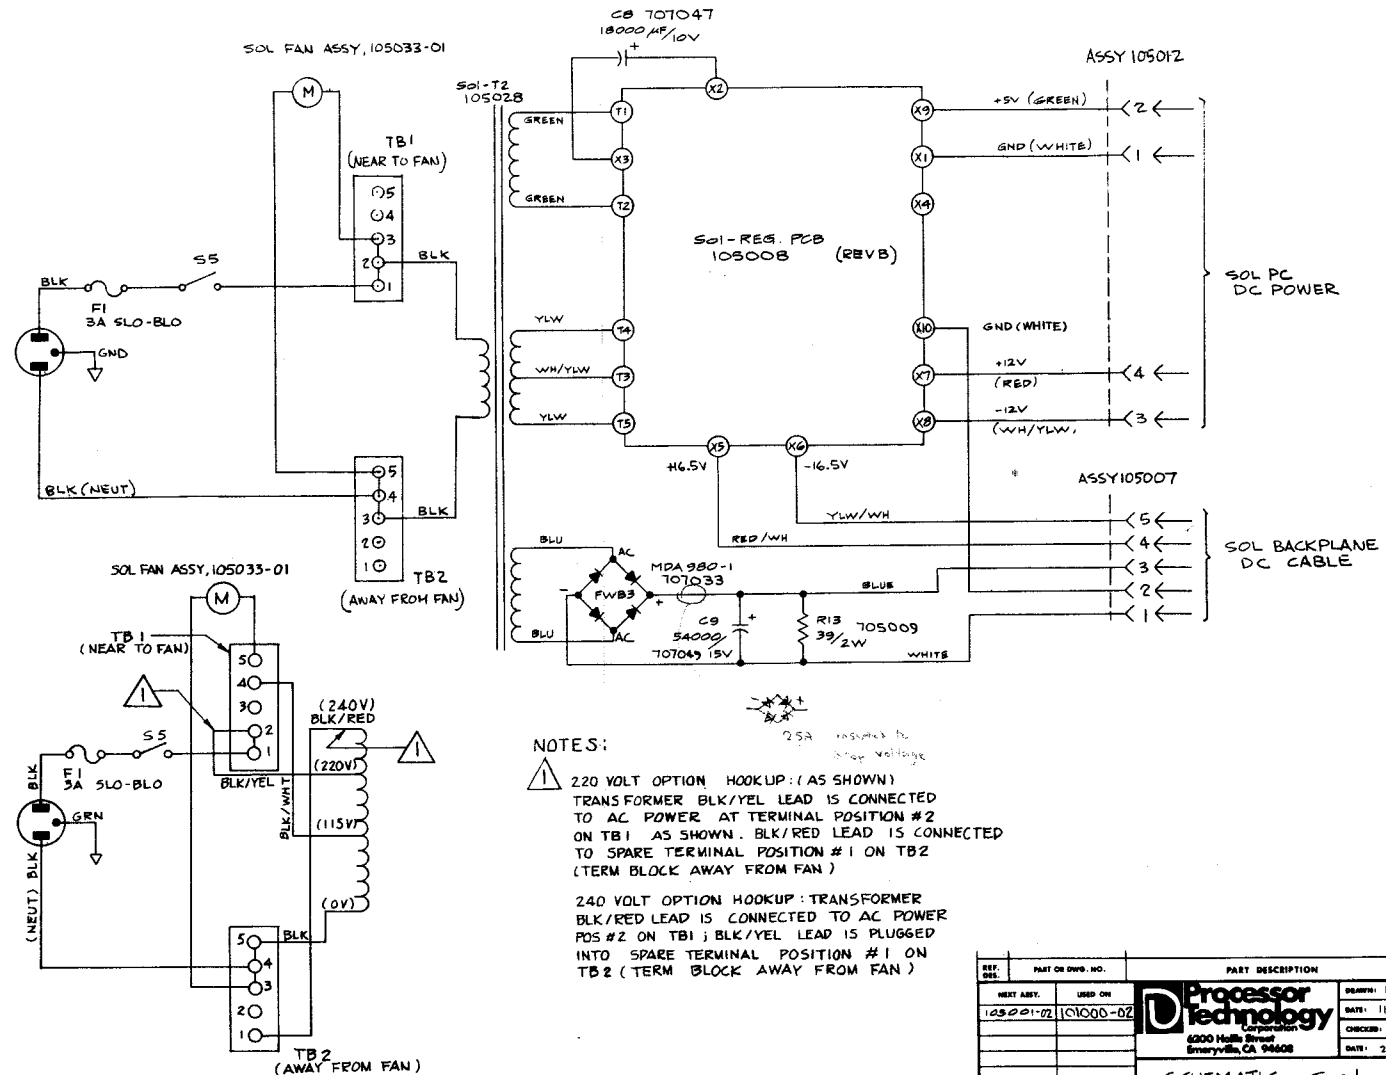 C8 707047
18000 µF/10V
+
SOL FAN ASSY, 105033-01
M
TB1
(NEAR TO FAN)
5
4
3
2
1
BLK
S5
BLK
F1
3A SLO-BLO
GND
BLK (NEUT)
5
4
3
2
1
BLK
TB2
(AWAY FROM FAN)
Sol-T2
105028
GREEN
GREEN
YLW
WH/YLW
YLW
T1
X3
T2
T4
T3
T5
X2
Sol-REG. PCB
105008 (REV B)
X9
X1
X4
X10
X7
X8
X5
X6
ASSY 105012
+5V (GREEN)
2
GND (WHITE)
1
GND (WHITE)
+12V
(RED)
4
-12V
(WH/YLW,
3
SOL PC
DC POWER
+16.5V
-16.5V
ASSY105007
YLW/WH
5
RED/WH
4
3
2
1
SOL BACKPLANE
DC CABLE
BLU
BLU
AC
AC
FWB3
-
+
MDA 980-1
707033
BLUE
C9
54000/
15V
707049
+
R13
39/2W
705009
WHITE
- +
25A
voltage
SOL FAN ASSY, 105033-01
M
TB1
(NEAR TO FAN)
5
4
3
2
1
1
S5
F1
3A SLO-BLO
BLK
GRN
(NEUT) BLK
BLK/YEL
BLK/WHT
(240V)
BLK/RED
(220V)
(115V)
(0V)
1
BLK
5
4
3
2
1
TB2
(AWAY FROM FAN)
NOTES:
1 220 VOLT OPTION HOOKUP: (AS SHOWN)
TRANSFORMER BLK/YEL LEAD IS CONNECTED
TO AC POWER AT TERMINAL POSITION #2
ON TB1 AS SHOWN. BLK/RED LEAD IS CONNECTED
TO SPARE TERMINAL POSITION #1 ON TB2
(TERM BLOCK AWAY FROM FAN)
240 VOLT OPTION HOOKUP: TRANSFORMER
BLK/RED LEAD IS CONNECTED TO AC POWER
POS #2 ON TB1; BLK/YEL LEAD IS PLUGGED
INTO SPARE TERMINAL POSITION #1 ON
TB2 (TERM BLOCK AWAY FROM FAN)
REF. DES.
PART OR DWG. NO.
PART DESCRIPTION
NEXT ASSY.
USED ON
105001-02
101000-02
Processor
Technology
Corporation
6200 Hollis Street
Emeryville, CA 94608
DRAWN:
DATE: 11
CHECKED:
DATE: 2